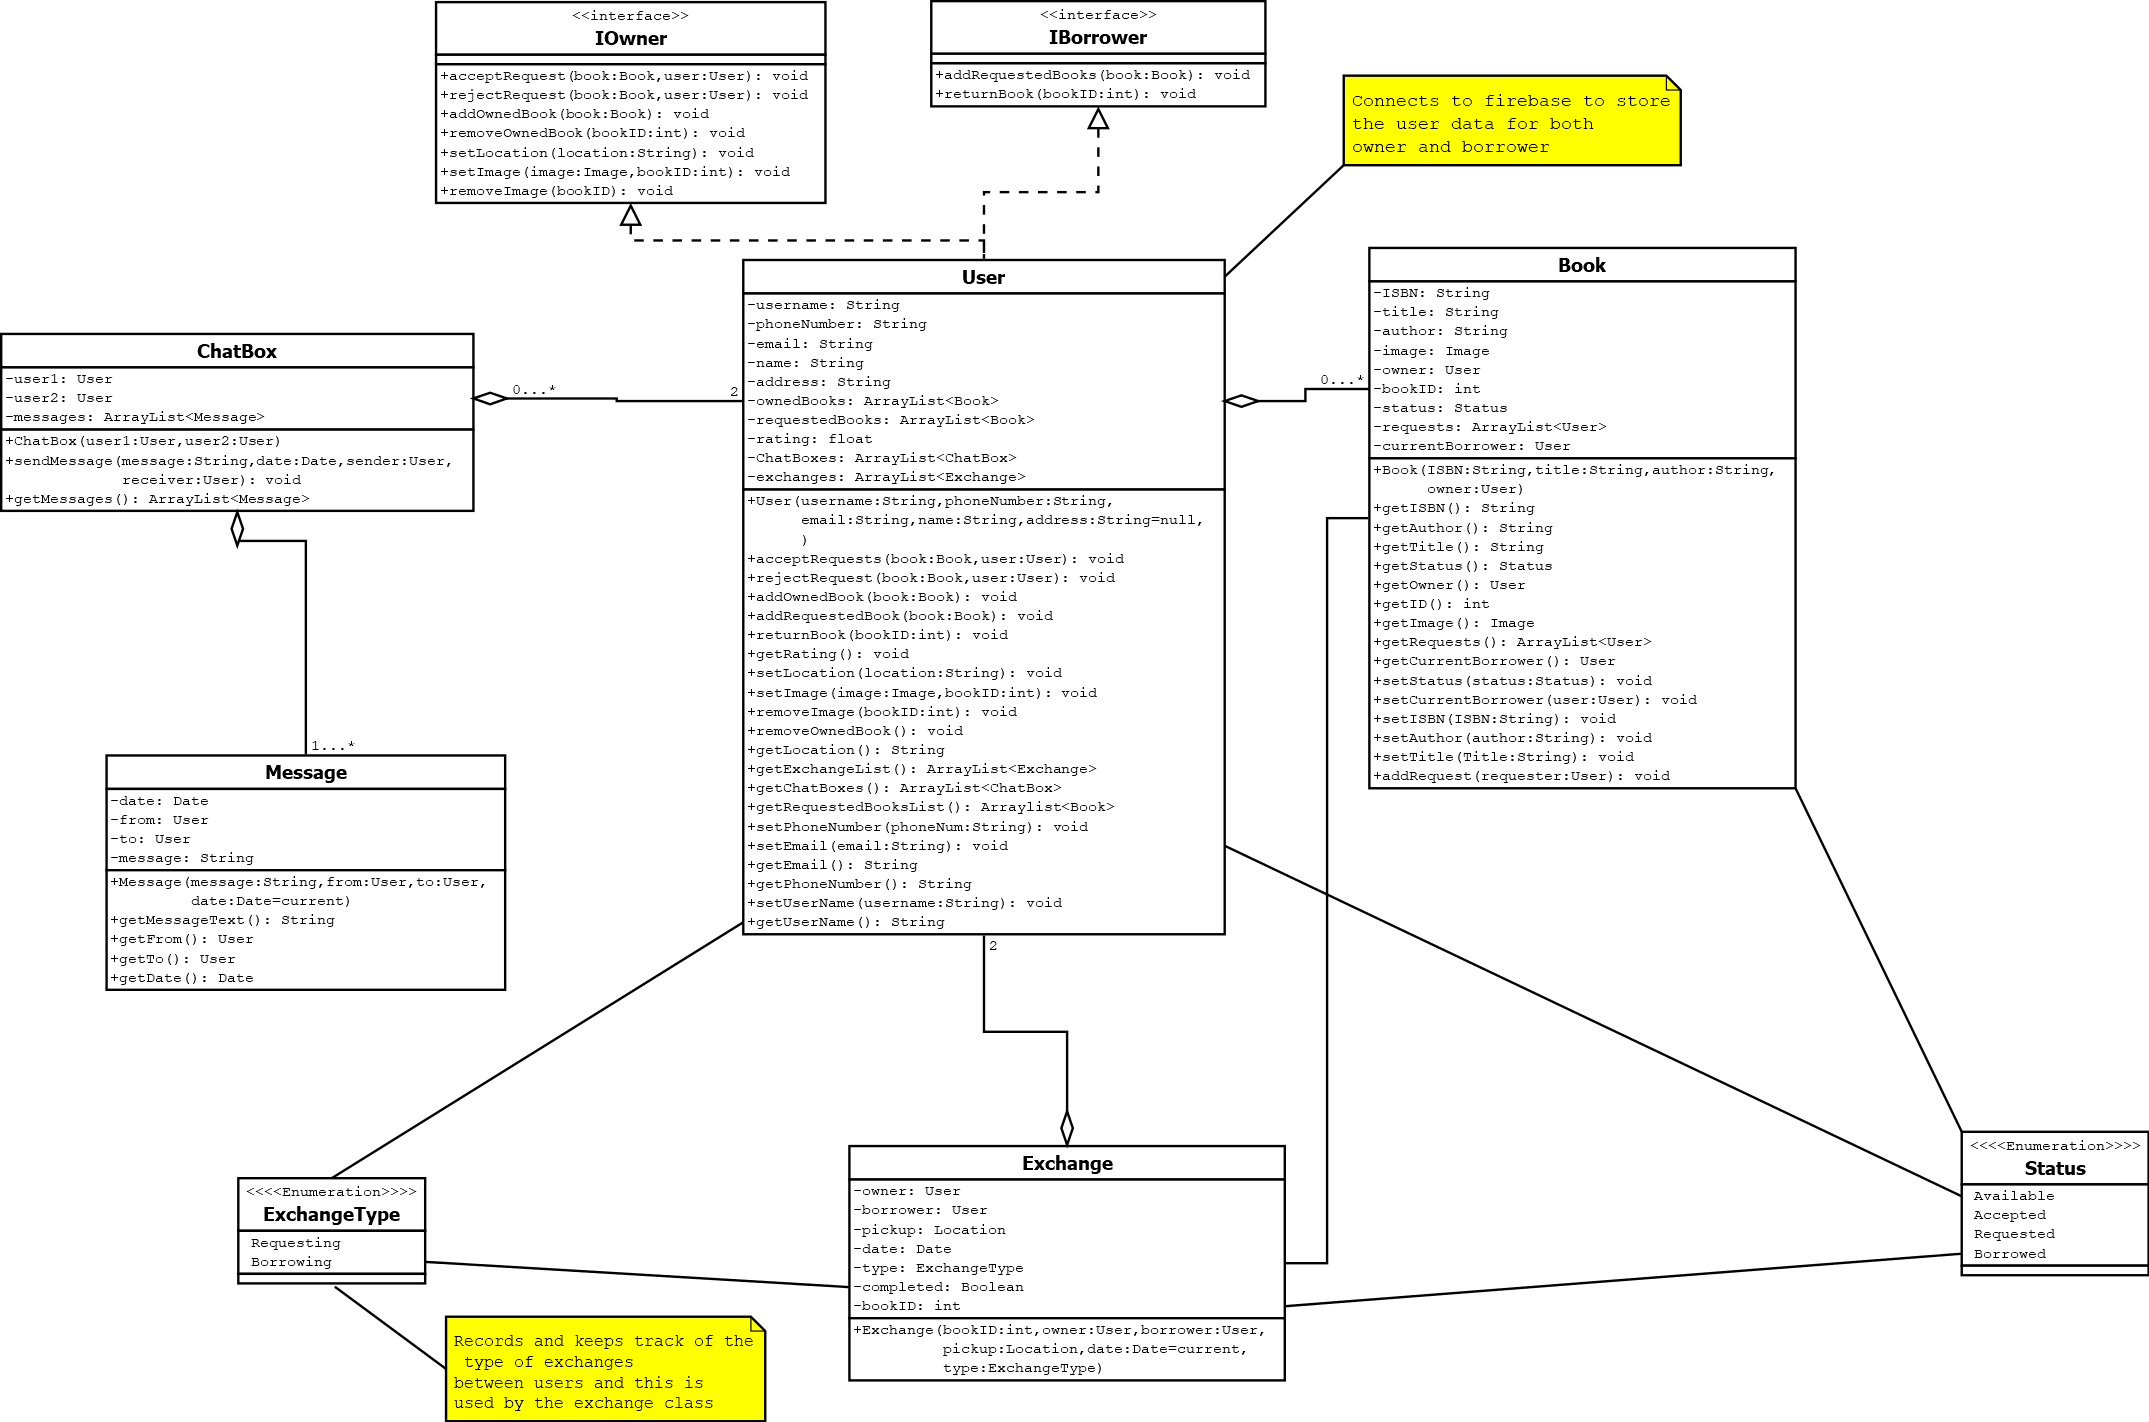 <<interface>>
IOwner
+acceptRequest(book:Book,user:User): void
+rejectRequest(book:Book,user:User): void
+addOwnedBook(book:Book): void
+removeOwnedBook(bookID:int): void
+setLocation(location:String): void
+setImage(image:Image,bookID:int): void
+removeImage(bookID): void
<<interface>>
IBorrower
+addRequestedBooks(book:Book): void
+returnBook(bookID:int): void
Connects to firebase to store
the user data for both
owner and borrower
ChatBox
-user1: User
-user2: User
-messages: ArrayList<Message>
+ChatBox(user1:User,user2:User)
+sendMessage(message:String,date:Date,sender:User,
receiver:User): void
+getMessages(): ArrayList<Message>
0...*
2
User
-username: String
-phoneNumber: String
-email: String
-name: String
-address: String
-ownedBooks: ArrayList<Book>
-requestedBooks: ArrayList<Book>
-rating: float
-ChatBoxes: ArrayList<ChatBox>
-exchanges: ArrayList<Exchange>
+User(username:String,phoneNumber:String,
email:String,name:String,address:String=null,
)
+acceptRequests(book:Book,user:User): void
+rejectRequest(book:Book,user:User): void
+addOwnedBook(book:Book): void
+addRequestedBook(book:Book): void
+returnBook(bookID:int): void
+getRating(): void
+setLocation(location:String): void
+setImage(image:Image,bookID:int): void
+removeImage(bookID:int): void
+removeOwnedBook(): void
+getLocation(): String
+getExchangeList(): ArrayList<Exchange>
+getChatBoxes(): ArrayList<ChatBox>
+getRequestedBooksList(): Arraylist<Book>
+setPhoneNumber(phoneNum:String): void
+setEmail(email:String): void
+getEmail(): String
+getPhoneNumber(): String
+setUserName(username:String): void
+getUserName(): String
2
0...*
Book
-ISBN: String
-title: String
-author: String
-image: Image
-owner: User
-bookID: int
-status: Status
-requests: ArrayList<User>
-currentBorrower: User
+Book(ISBN:String,title:String,author:String,
owner:User)
+getISBN(): String
+getAuthor(): String
+getTitle(): String
+getStatus(): Status
+getOwner(): User
+getID(): int
+getImage(): Image
+getRequests(): ArrayList<User>
+getCurrentBorrower(): User
+setStatus(status:Status): void
+setCurrentBorrower(user:User): void
+setISBN(ISBN:String): void
+setAuthor(author:String): void
+setTitle(Title:String): void
+addRequest(requester:User): void
1...*
Message
-date: Date
-from: User
-to: User
-message: String
+Message(message:String,from:User,to:User,
date:Date=current)
+getMessageText(): String
+getFrom(): User
+getTo(): User
+getDate(): Date
<<<<Enumeration>>>>
ExchangeType
Requesting
Borrowing
Records and keeps track of the
type of exchanges
between users and this is
used by the exchange class
Exchange
-owner: User
-borrower: User
-pickup: Location
-date: Date
-type: ExchangeType
-completed: Boolean
-bookID: int
+Exchange(bookID:int,owner:User,borrower:User,
pickup:Location,date:Date=current,
type:ExchangeType)
<<<<Enumeration>>>>
Status
Available
Accepted
Requested
Borrowed